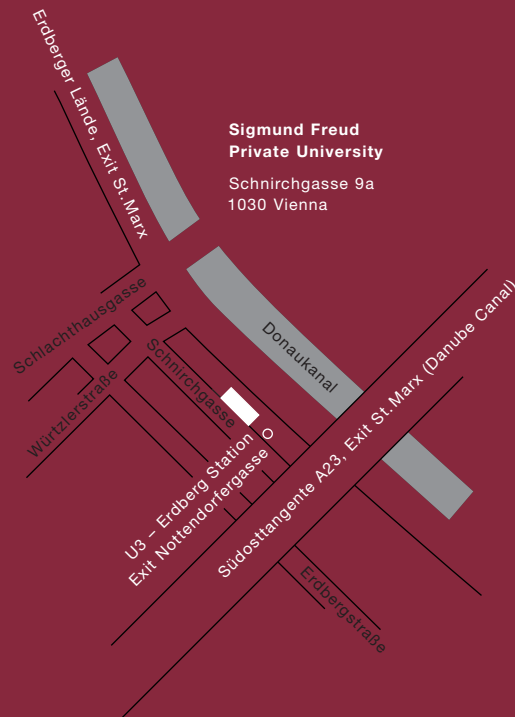 Erdberger Lände, Exit St. Marx
Sigmund Freud
Private University
Schnirchgasse 9a
1030 Vienna
Schlachthausgasse
Würtzlerstraße
Schnirchgasse
Donaukanal
U3 – Erdberg Station
Exit Nottendorfergasse
Südosttangente A23, Exit St. Marx (Danube Canal)
Erdbergstraße